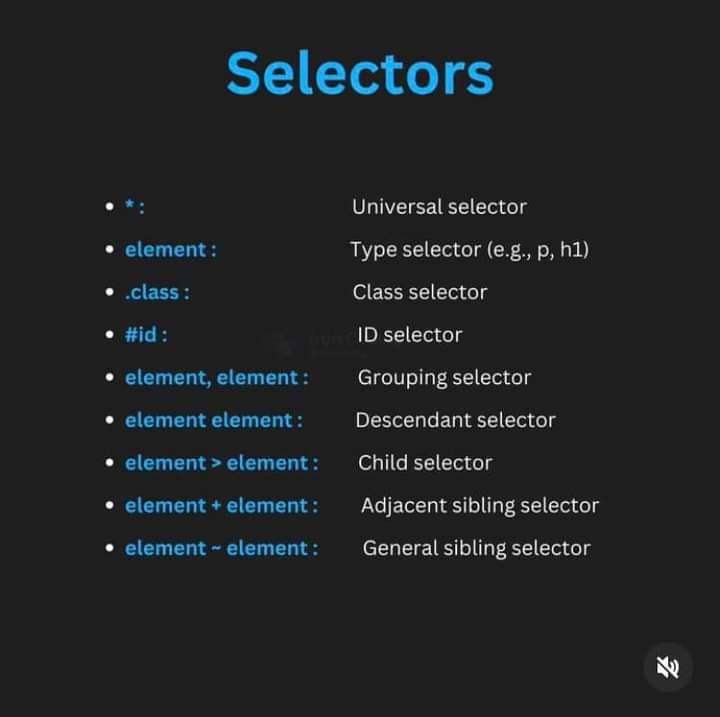 Selectors
* : Universal selector
element : Type selector (e.g., p, h1)
.class : Class selector
#id : ID selector
element, element : Grouping selector
element element : Descendant selector
element > element : Child selector
element + element : Adjacent sibling selector
element ~ element : General sibling selector